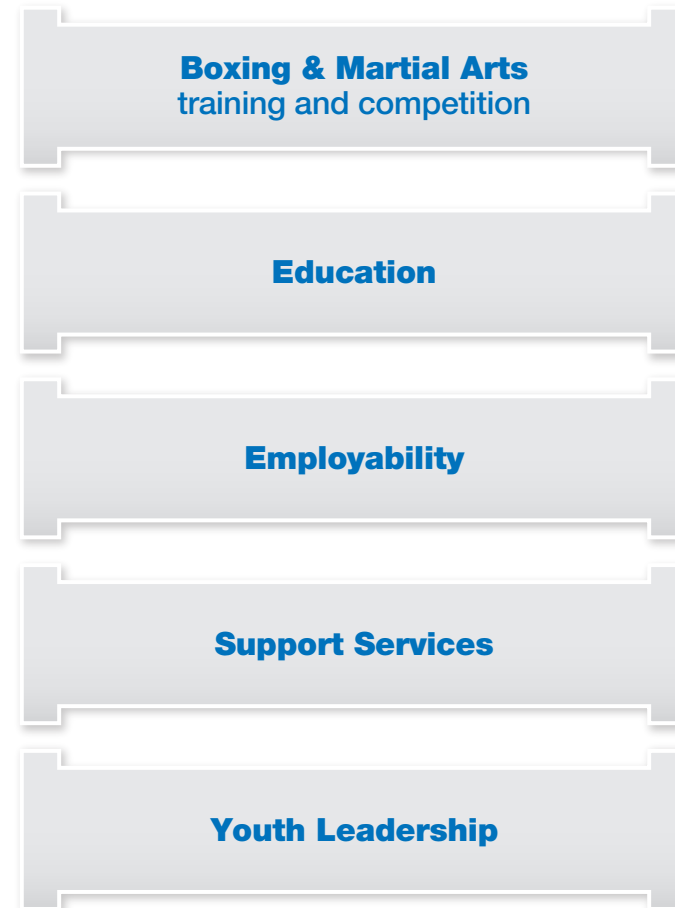 Boxing & Martial Arts
training and competition
Education
Employability
Support Services
Youth Leadership